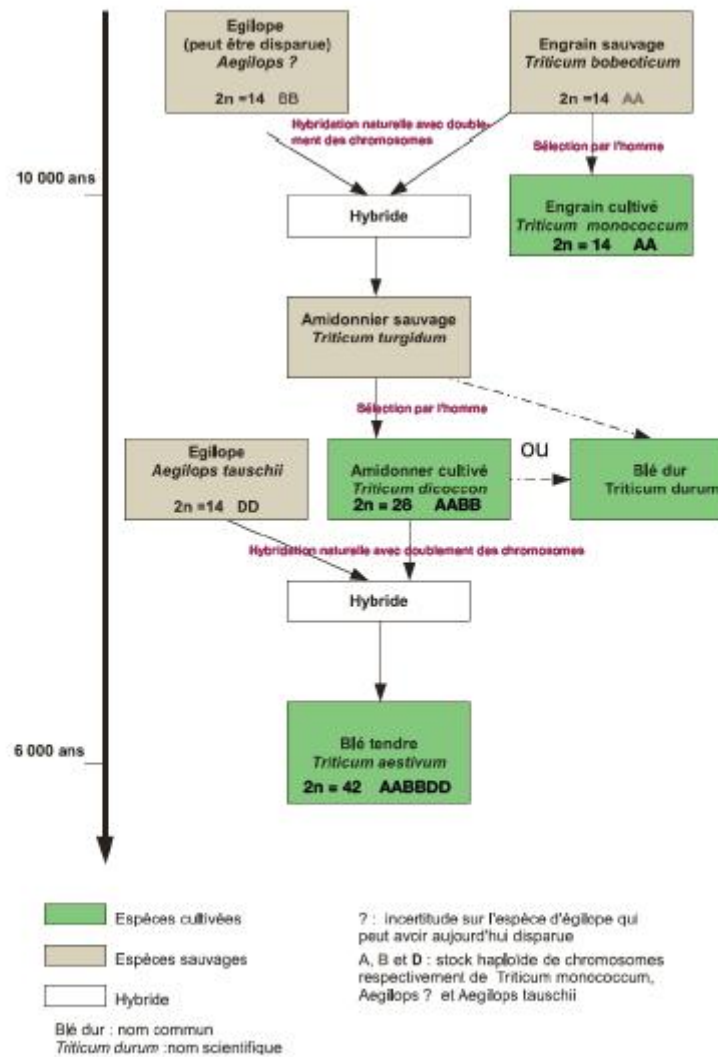 Egilope
(peut être disparue)
Aegilops ?
2n =14 BB
Engrain sauvage
Triticum bobeoticum
2n =14 AA
Hybridation naturelle avec double-
ment des chromosomes
Sélection par l'homme
10 000 ans
Hybride
Engrain cultivé
Triticum monococcum
2n = 14 AA
Amidonnier sauvage
Triticum turgidum
Sélection par l'homme
Egilope
Aegilops tauschii
2n =14 DD
Amidonner cultivé
Triticum dicoccon
2n = 28 AABB
ou
Blé dur
Triticum durum
Hybridation naturelle avec doublement des chromosomes
Hybride
6 000 ans
Blé tendre
Triticum aestivum
2n = 42 AABBDD
Espèces cultivées
Espèces sauvages
Hybride
Blé dur : nom commun
Triticum durum :nom scientifique
? : incertitude sur l'espèce d'égilope qui
peut avoir aujourd'hui disparue
A, B et D : stock haploïde de chromosomes
respectivement de Triticum monococcum,
Aegilops ? et Aegilops tauschii